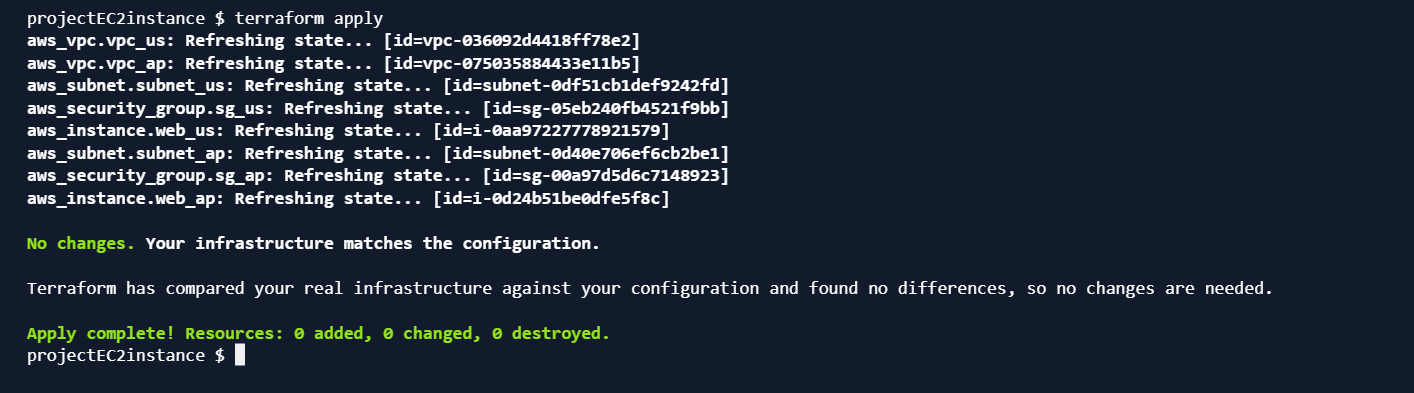 projectEC2instance $ terraform apply
aws_vpc.vpc_us: Refreshing state... [id=vpc-036092d4418ff78e2]
aws_vpc.vpc_ap: Refreshing state... [id=vpc-075035884433e11b5]
aws_subnet.subnet_us: Refreshing state... [id=subnet-0df51cb1def9242fd]
aws_security_group.sg_us: Refreshing state... [id=sg-05eb240fb4521f9bb]
aws_instance.web_us: Refreshing state... [id=i-0aa97227778921579]
aws_subnet.subnet_ap: Refreshing state... [id=subnet-0d40e706ef6cb2be1]
aws_security_group.sg_ap: Refreshing state... [id=sg-00a97d5d6c7148923]
aws_instance.web_ap: Refreshing state... [id=i-0d24b51be0dfe5f8c]
No changes. Your infrastructure matches the configuration.
Terraform has compared your real infrastructure against your configuration and found no differences, so no changes are needed.
Apply complete! Resources: 0 added, 0 changed, 0 destroyed.
projectEC2instance $